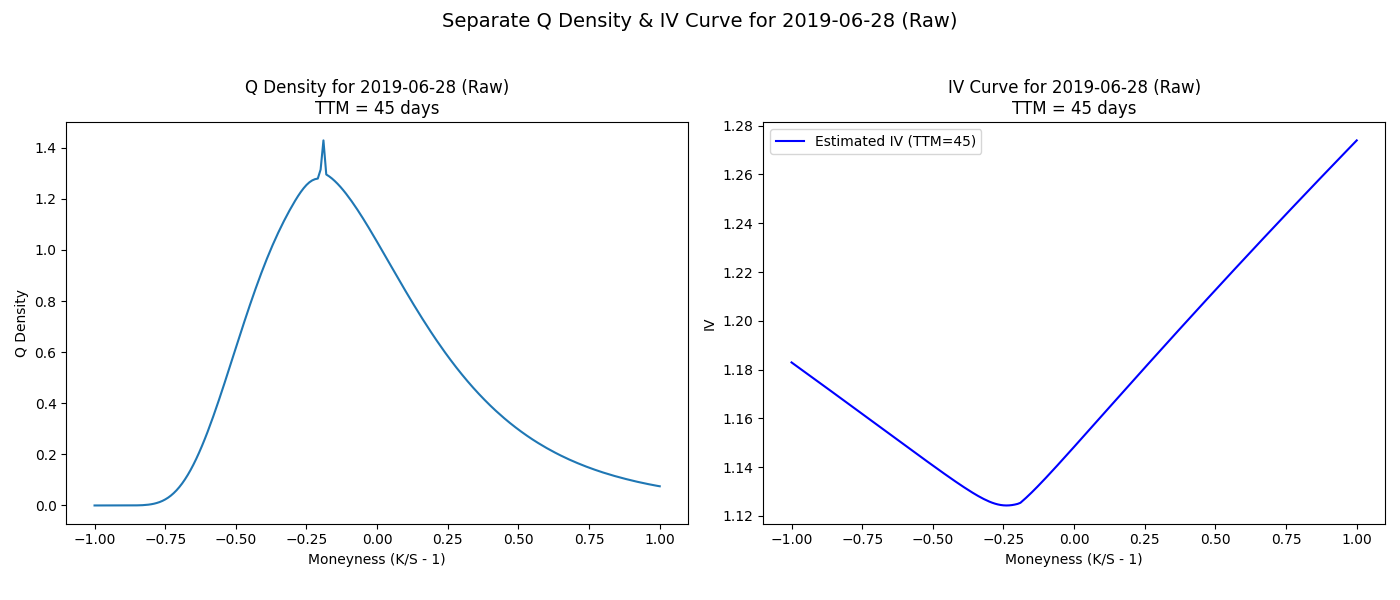 Separate Q Density & IV Curve for 2019-06-28 (Raw)
Q Density for 2019-06-28 (Raw)
TTM = 45 days
1.4
1.2
1.0
0.8
0.6
0.4
0.2
0.0
Q Density
−1.00 −0.75 −0.50 −0.25 0.00 0.25 0.50 0.75 1.00
Moneyness (K/S - 1)
IV Curve for 2019-06-28 (Raw)
TTM = 45 days
Estimated IV (TTM=45)
1.28
1.26
1.24
1.22
1.20
1.18
1.16
1.14
1.12
IV
−1.00 −0.75 −0.50 −0.25 0.00 0.25 0.50 0.75 1.00
Moneyness (K/S - 1)